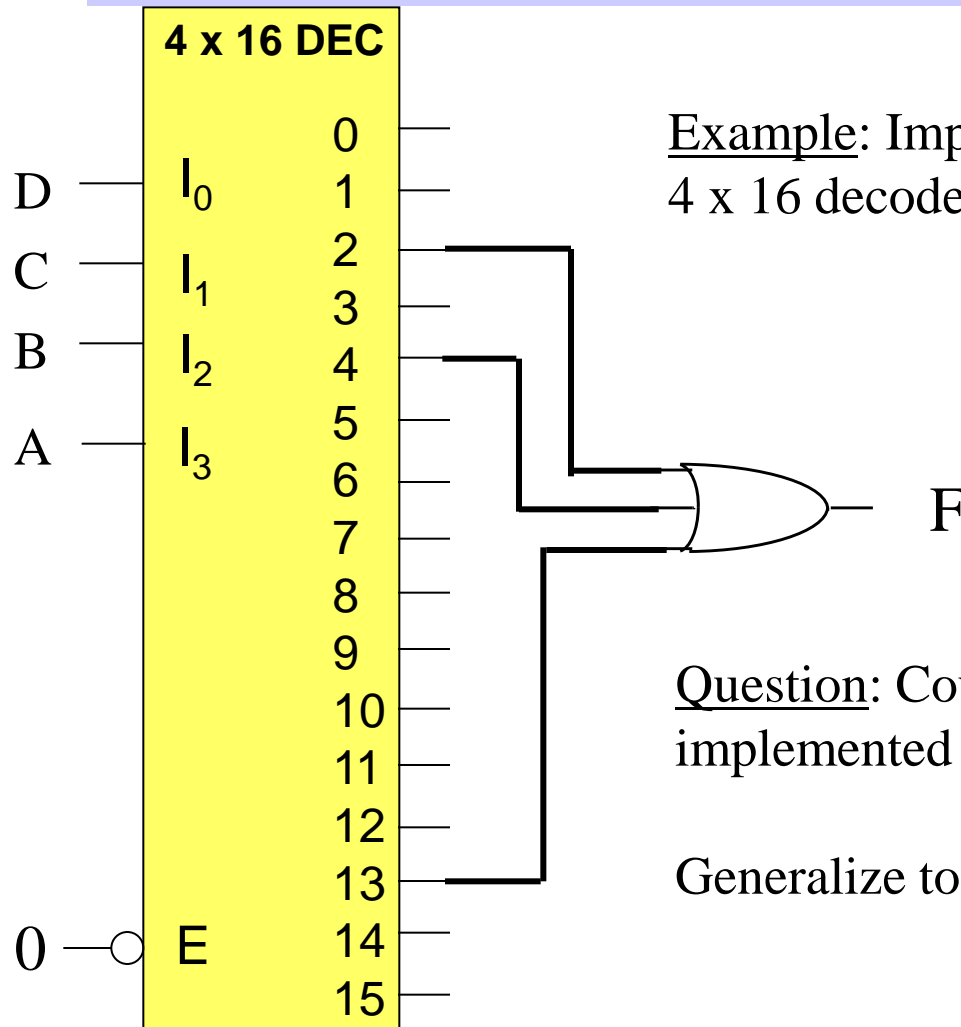 4 x 16 DEC
D
C
B
A
0
I₀
I₁
I₂
I₃
E
0
1
2
3
4
5
6
7
8
9
10
11
12
13
14
15
F
Example: Imp
4 x 16 decode
Question: Cou
implemented
Generalize to